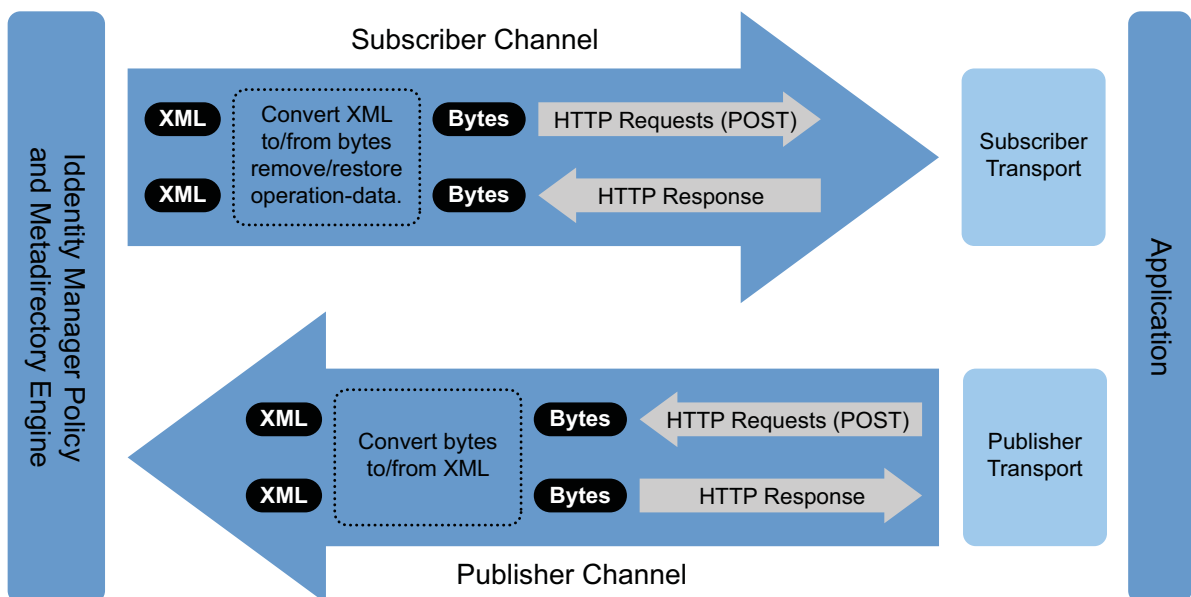 Iddentity Manager Policy
and Metadirectory Engine
Subscriber Channel
XML
Convert XML
to/from bytes
remove/restore
operation-data.
Bytes
HTTP Requests (POST)
XML
Bytes
HTTP Response
Subscriber
Transport
Application
XML
Convert bytes
to/from XML
Bytes
HTTP Requests (POST)
XML
Bytes
HTTP Response
Publisher
Transport
Publisher Channel